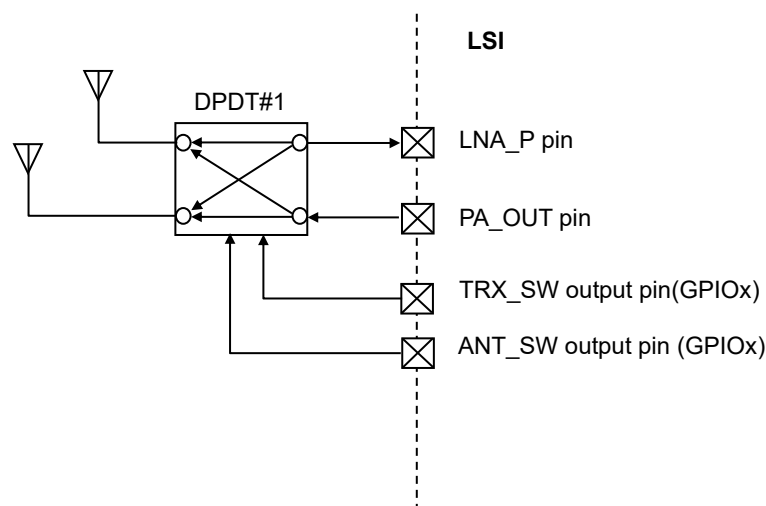 LSI
DPDT#1
LNA_P pin
PA_OUT pin
TRX_SW output pin(GPIOx)
ANT_SW output pin (GPIOx)